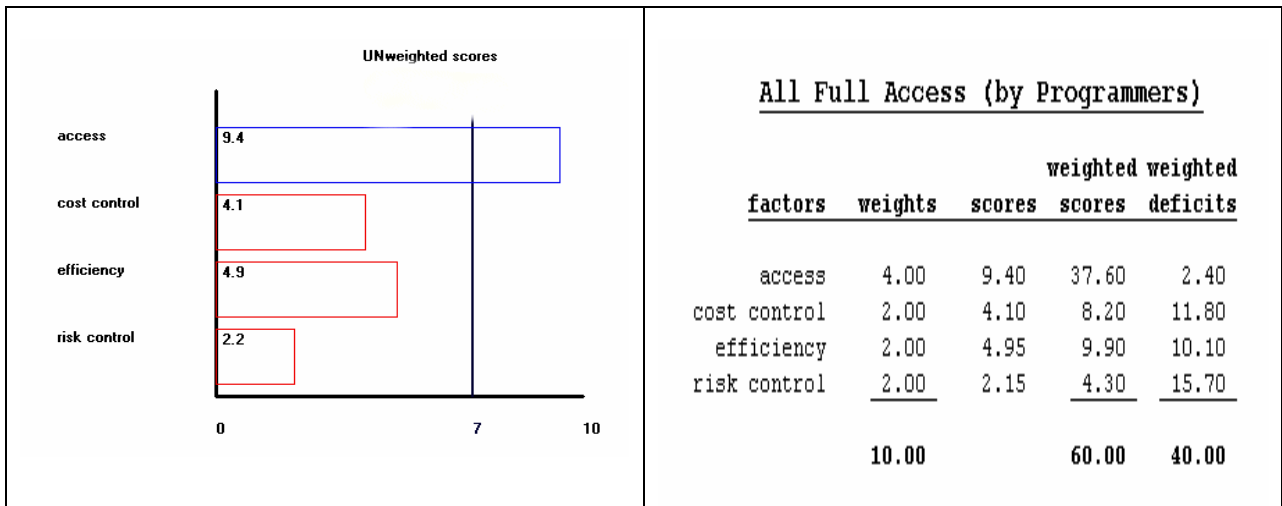 UNweighted scores
access
9.4
cost control
4.1
efficiency
4.9
risk control
2.2
0 7 10
All Full Access (by Programmers)
weighted weighted
factors weights scores scores deficits
access 4.00 9.40 37.60 2.40
cost control 2.00 4.10 8.20 11.80
efficiency 2.00 4.95 9.90 10.10
risk control 2.00 2.15 4.30 15.70
10.00 60.00 40.00